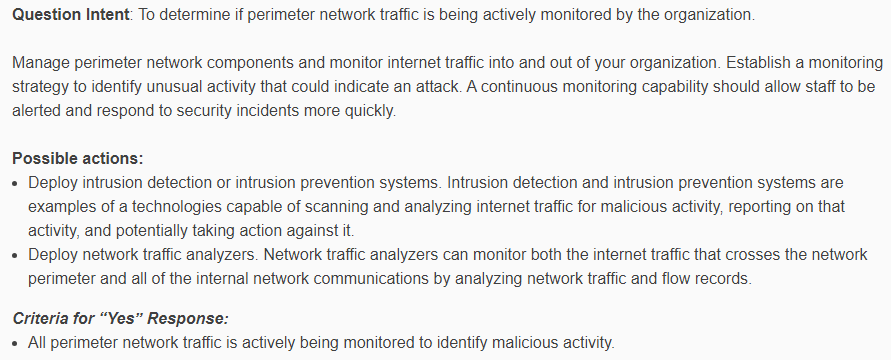 Question Intent: To determine if perimeter network traffic is being actively monitored by the organization.
Manage perimeter network components and monitor internet traffic into and out of your organization. Establish a monitoring
strategy to identify unusual activity that could indicate an attack. A continuous monitoring capability should allow staff to be
alerted and respond to security incidents more quickly.
Possible actions:
• Deploy intrusion detection or intrusion prevention systems. Intrusion detection and intrusion prevention systems are
examples of a technologies capable of scanning and analyzing internet traffic for malicious activity, reporting on that
activity, and potentially taking action against it.
• Deploy network traffic analyzers. Network traffic analyzers can monitor both the internet traffic that crosses the network
perimeter and all of the internal network communications by analyzing network traffic and flow records.
Criteria for “Yes” Response:
• All perimeter network traffic is actively being monitored to identify malicious activity.